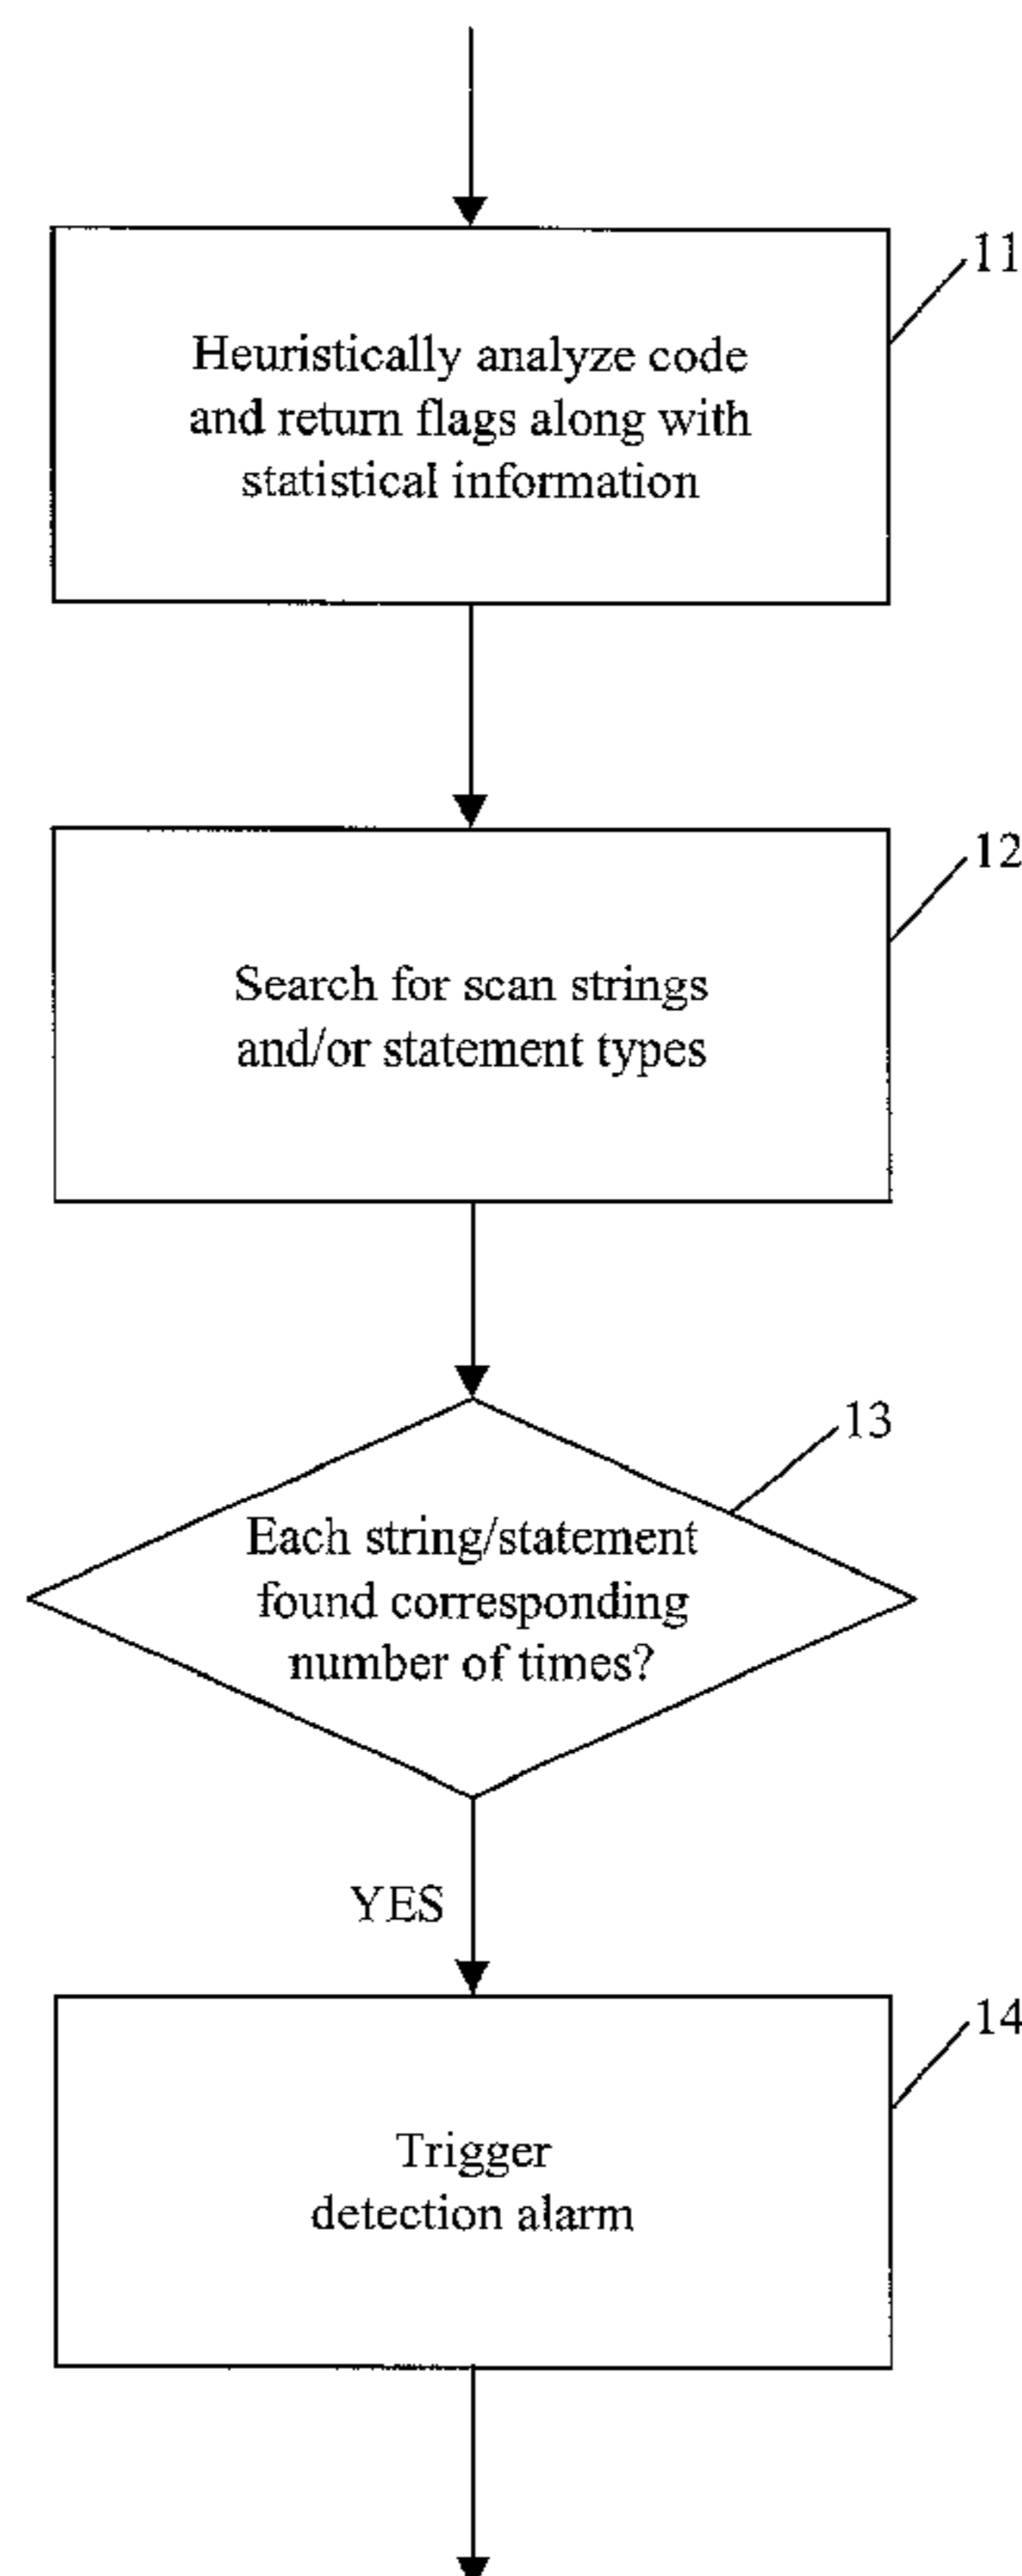 11
Heuristically analyze code
and return flags along with
statistical information
12
Search for scan strings
and/or statement types
13
Each string/statement
found corresponding
number of times?
YES
14
Trigger
detection alarm